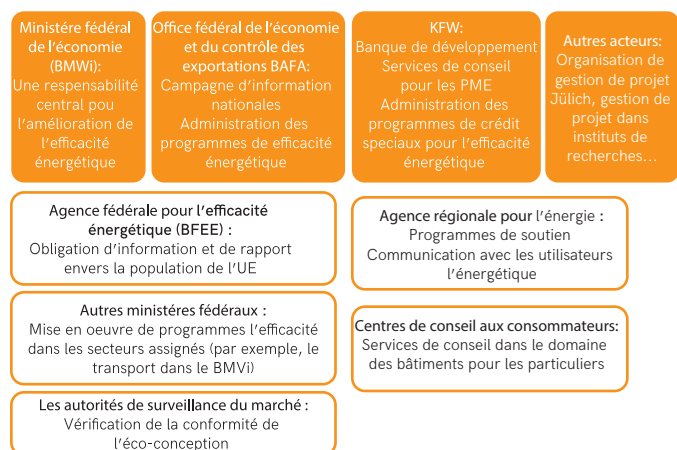 Ministére fédéral
de l'économie
(BMWi):
Une responsabilité
central pou
l'amélioration de
l'efficacité
énergétique
Office fédéral de l'économie
et du contrôle des
exportations BAFA:
Campagne d'information
nationales
Administration des
programmes de efficacité
énergétique
KFW:
Banque de développement
Services de conseil
pour les PME
Administration des
programmes de crédit
speciaux pour l'efficacité
énergétique
Autres acteurs:
Organisation de
gestion de projet
Jülich, gestion de
projet dans
instituts de
recherches...
Agence fédérale pour l'efficacité
énergétique (BFEE) :
Obligation d'information et de rapport
envers la population de l'UE
Autres ministéres fédéraux :
Mise en oeuvre de programmes l'efficacité
dans les secteurs assignés (par exemple, le
transport dans le BMVi)
Les autorités de surveillance du marché :
Vérification de la conformité de
l'éco-conception
Agence régionale pour l'énergie :
Programmes de soutien
Communication avec les utilisateurs
l'énergétique
Centres de conseil aux consommateurs:
Services de conseil dans le domaine
des bâtiments pour les particuliers